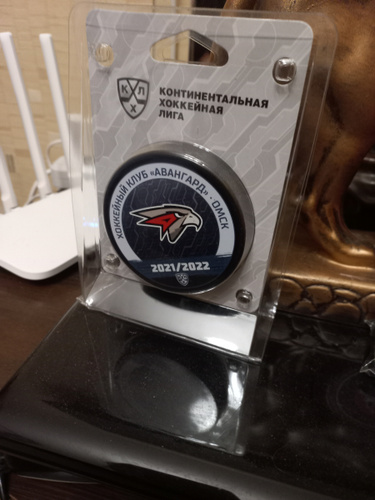 КХЛ
КОНТИНЕНТАЛЬНАЯ
ХОККЕЙНАЯ
ЛИГА
ХОККЕЙНЫЙ КЛУБ «АВАНГАРД» · ОМСК
А
2021/2022